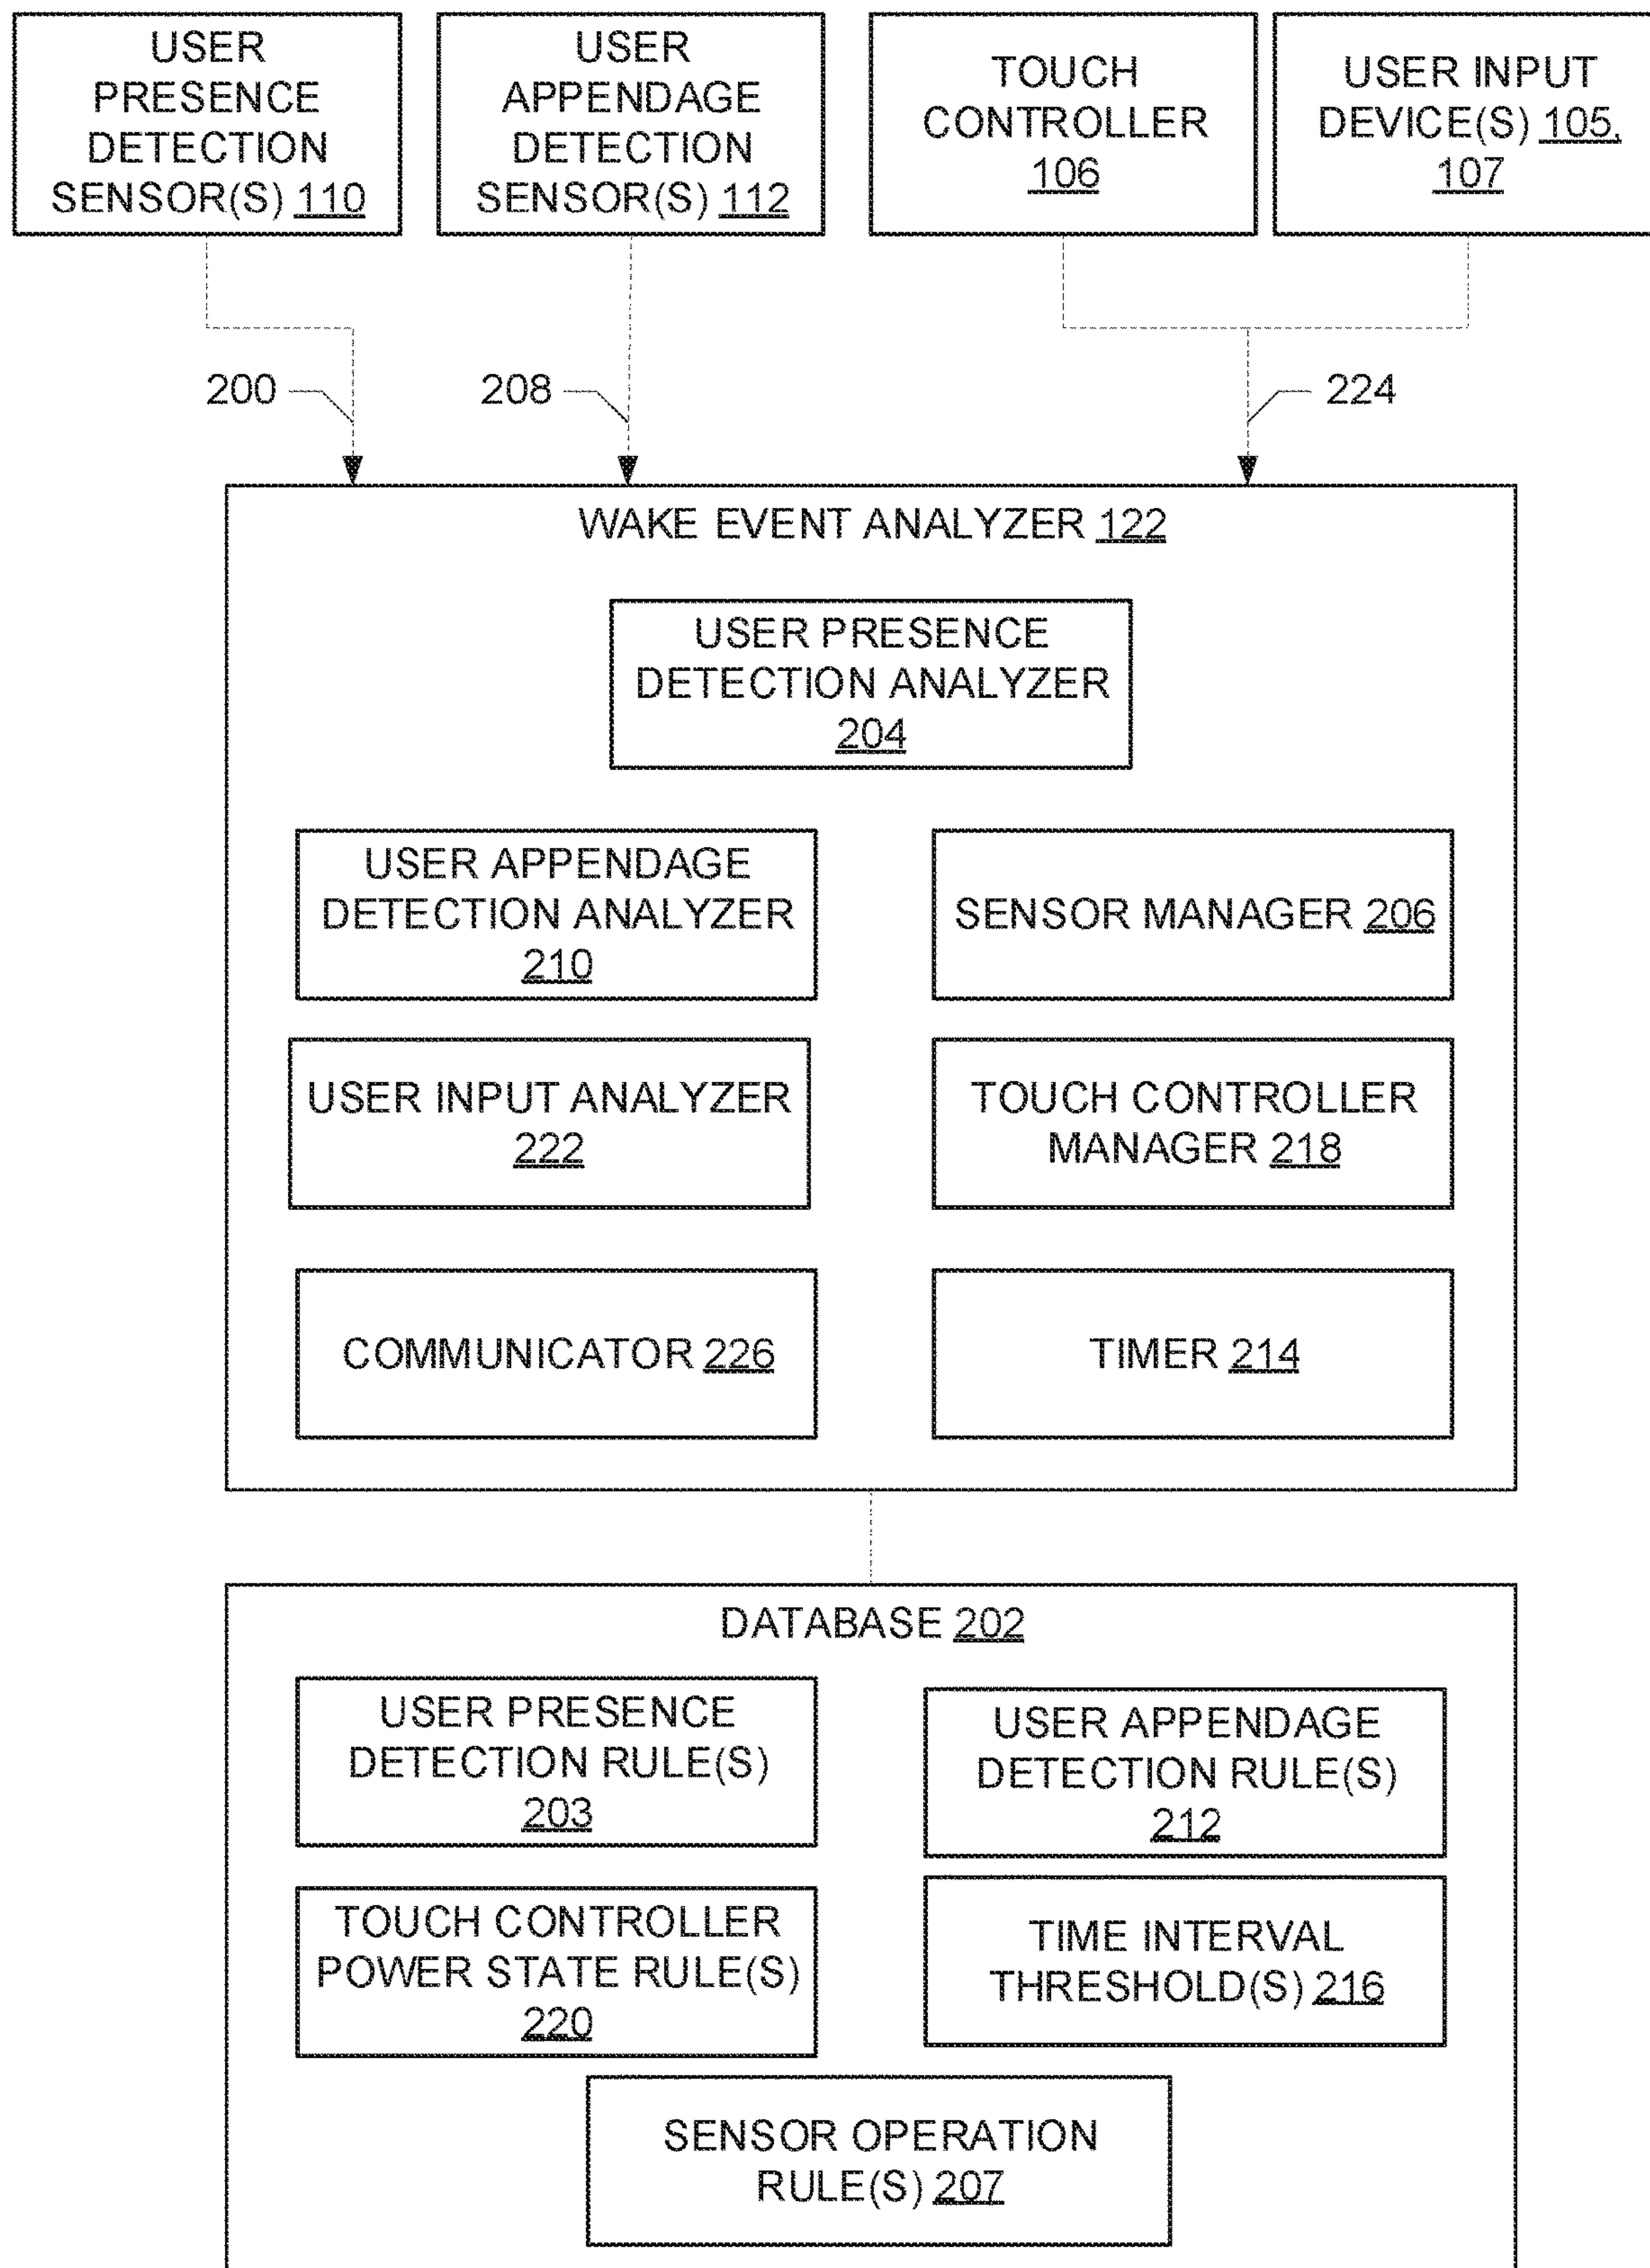 USER
PRESENCE
DETECTION
SENSOR(S) 110
USER
APPENDAGE
DETECTION
SENSOR(S) 112
TOUCH
CONTROLLER
106
USER INPUT
DEVICE(S) 105,
107
200
208
224
WAKE EVENT ANALYZER 122
USER PRESENCE
DETECTION ANALYZER
204
USER APPENDAGE
DETECTION ANALYZER
210
SENSOR MANAGER 206
USER INPUT ANALYZER
222
TOUCH CONTROLLER
MANAGER 218
COMMUNICATOR 226
TIMER 214
DATABASE 202
USER PRESENCE
DETECTION RULE(S)
203
USER APPENDAGE
DETECTION RULE(S)
212
TOUCH CONTROLLER
POWER STATE RULE(S)
220
TIME INTERVAL
THRESHOLD(S) 216
SENSOR OPERATION
RULE(S) 207